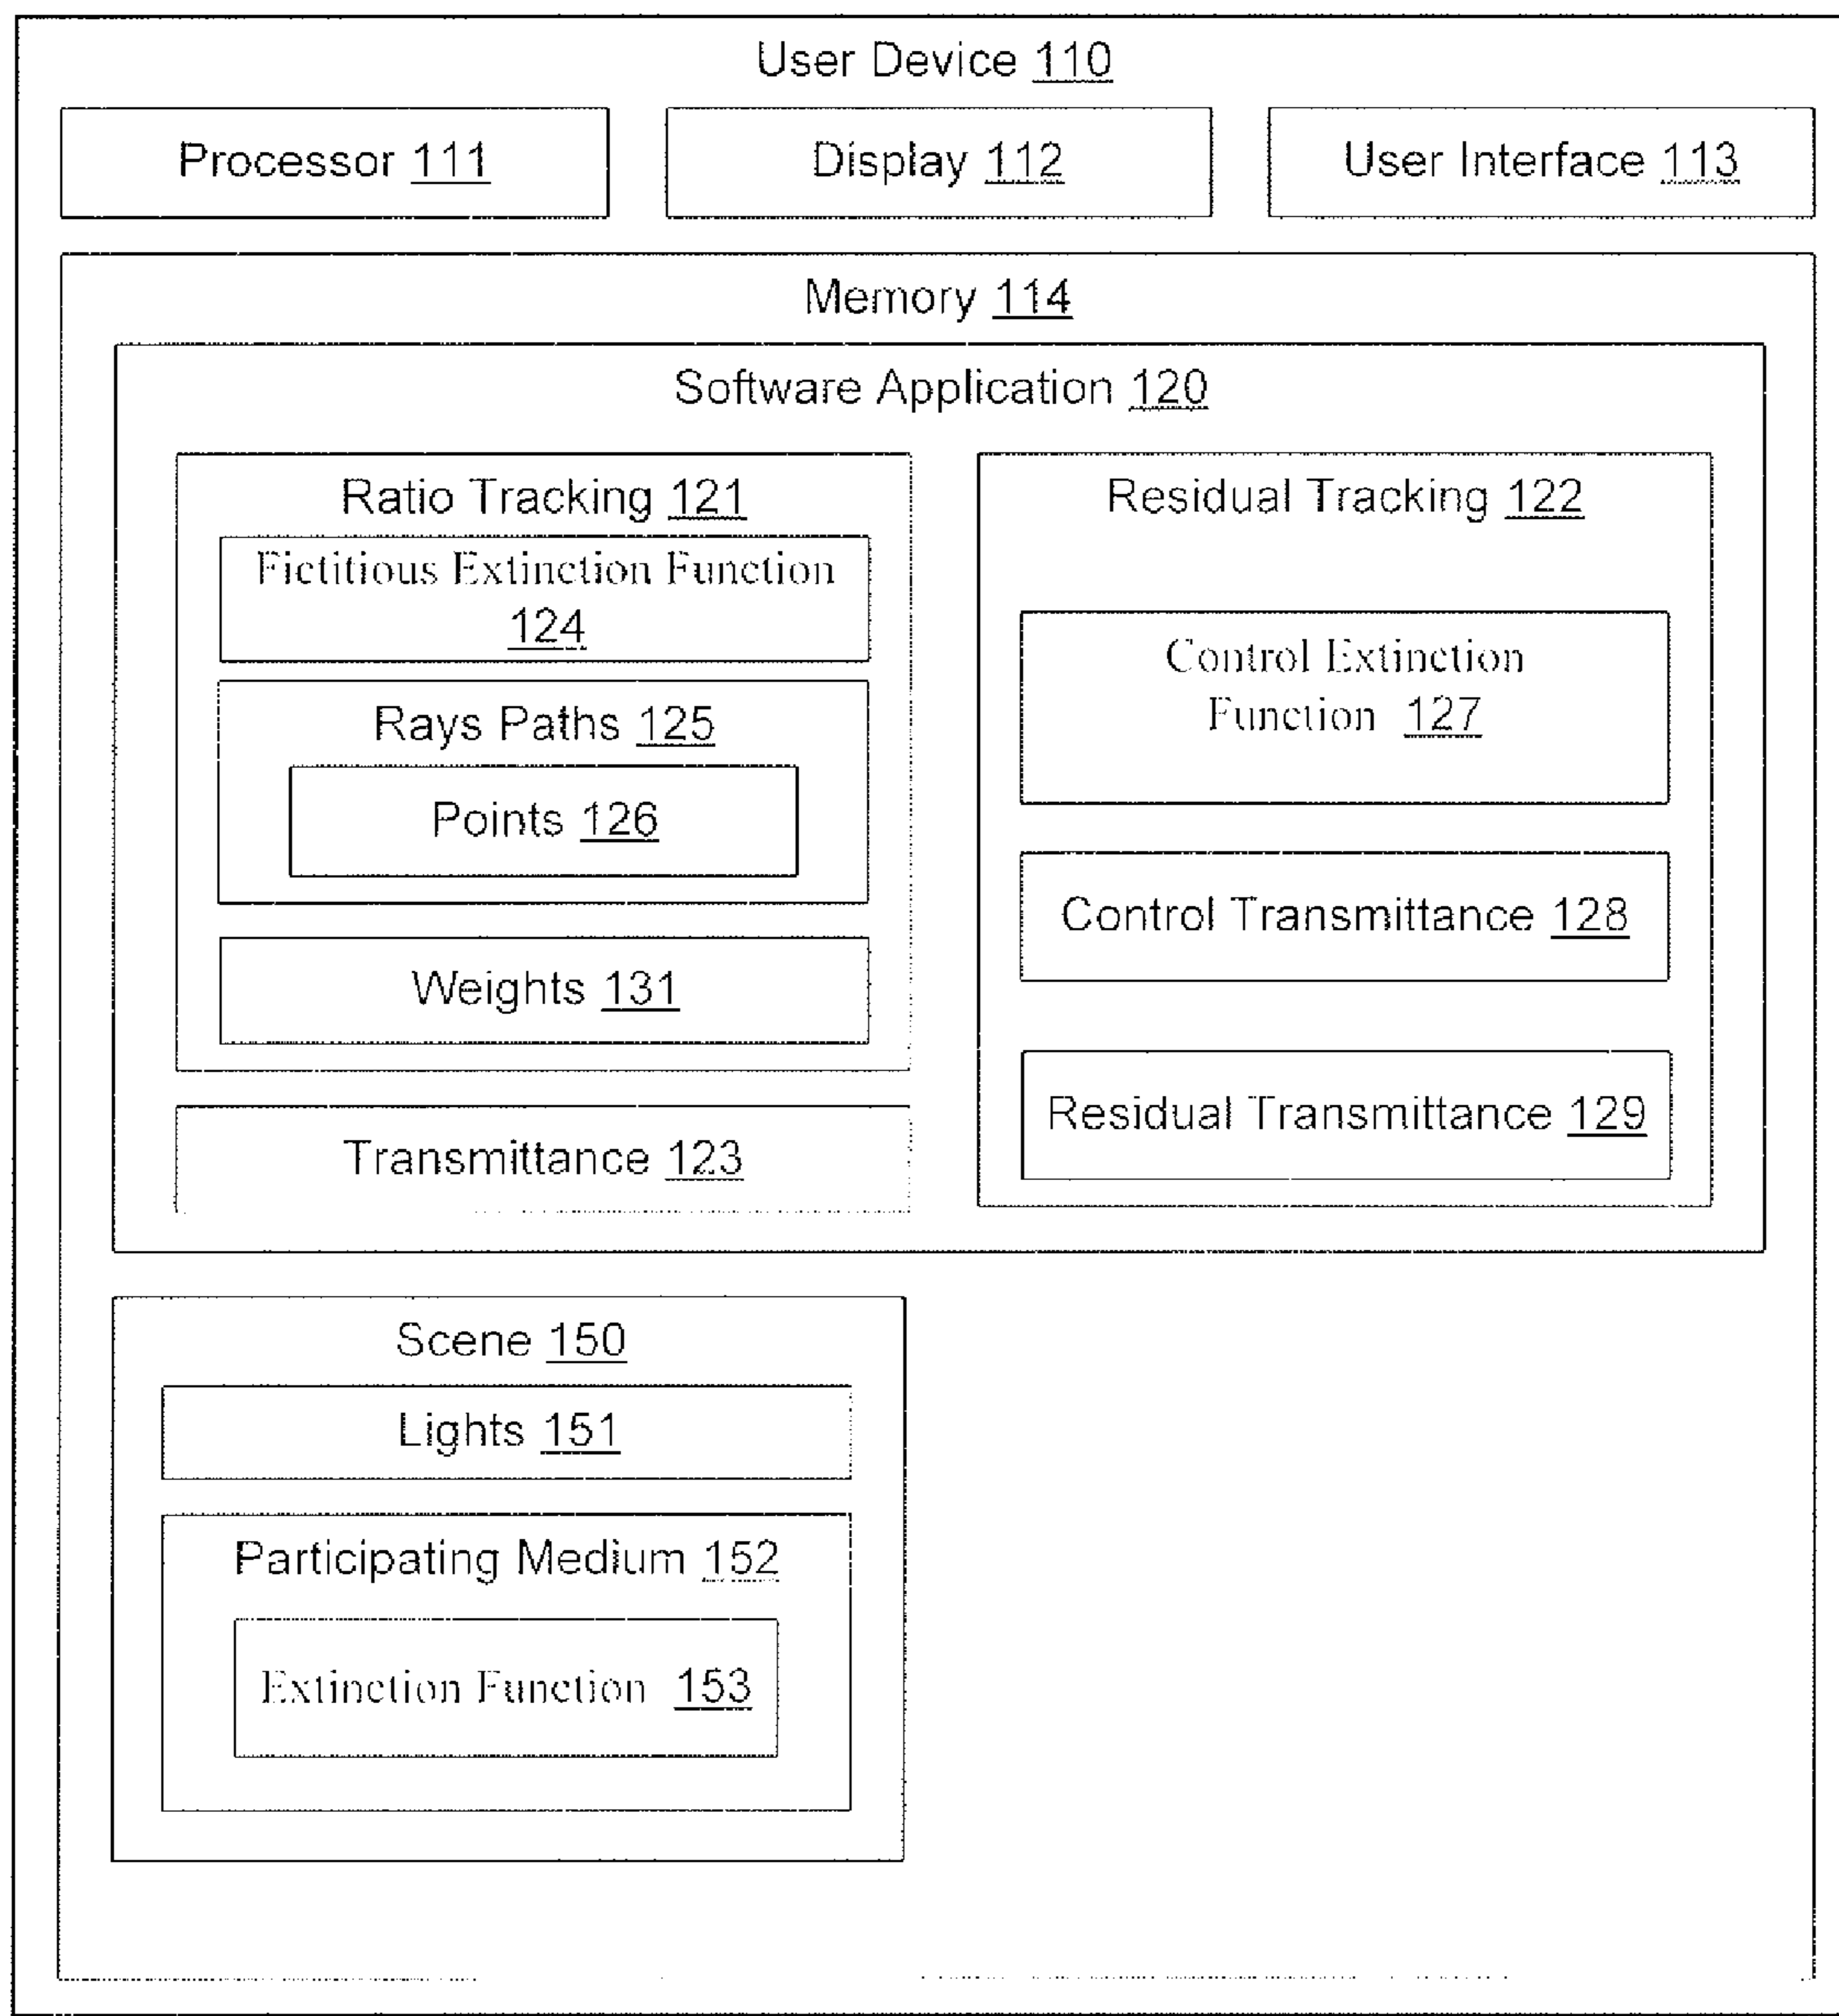 User Device 110
Processor 111
Display 112
User Interface 113
Memory 114
Software Application 120
Ratio Tracking 121
Fictitious Extinction Function
124
Rays Paths 125
Points 126
Weights 131
Transmittance 123
Residual Tracking 122
Control Extinction
Function 127
Control Transmittance 128
Residual Transmittance 129
Scene 150
Lights 151
Participating Medium 152
Extinction Function 153